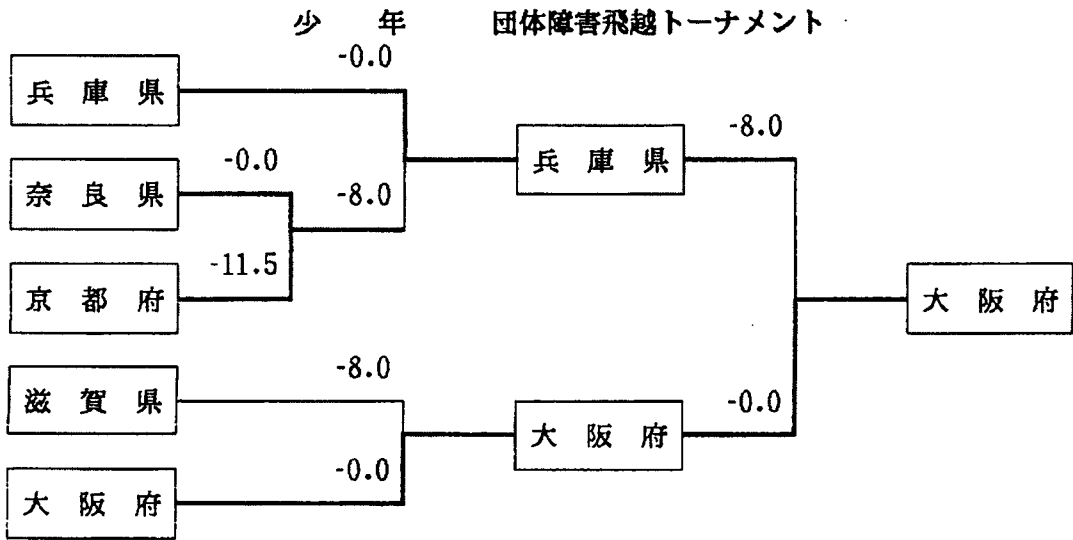 少 年 団体障害飛越トーナメント
-0.0
兵 庫 県
-8.0
兵 庫 県
-0.0
奈 良 県
-8.0
-11.5
京 都 府
大 阪 府
-8.0
滋 賀 県
-0.0
大 阪 府
-0.0
大 阪 府